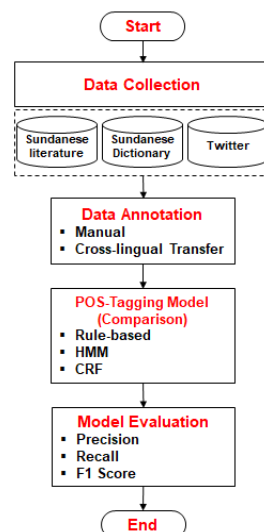 Start
Data Collection
Sundanese literature
Sundanese Dictionary
Twitter
Data Annotation
▪ Manual
▪ Cross-lingual Transfer
POS-Tagging Model
(Comparison)
▪ Rule-based
▪ HMM
▪ CRF
Model Evaluation
▪ Precision
▪ Recall
▪ F1 Score
End